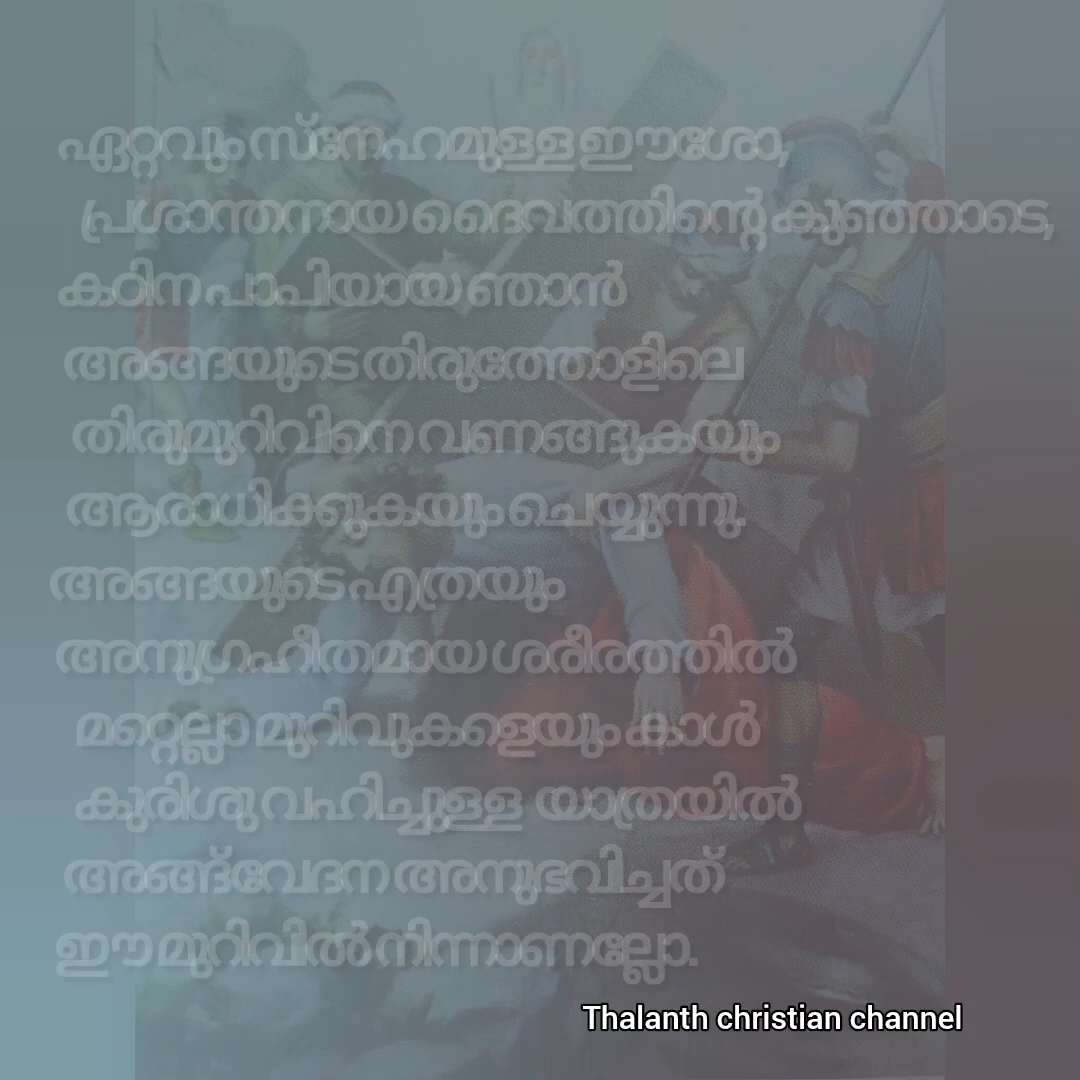 ഏറ്റവും സ്നേഹമുള്ള ഈശോ,
പ്രശാന്തനായ ദൈവത്തിന്റെ കുഞ്ഞാടെ,
കഠിന പാപിയായ ഞാൻ
അങ്ങയുടെ തിരുതോളിലെ
തിരുമുറിവിനെ വണങ്ങുകയും
ആരാധിക്കുകയും ചെയ്യുന്നു.
അങ്ങയുടെ എത്രയും
അനുഗ്രഹീതമായ ശരീരത്തിൽ
മറ്റെല്ലാ മുറിവുകളെയും കാൾ
കുരിശു വഹിച്ചുള്ള യാത്രയിൽ
അങ്ങ് വേദന അനുഭവിച്ചത്
ഈ മുറിവിൽ നിന്നാണല്ലോ.
Thalanth christian channel